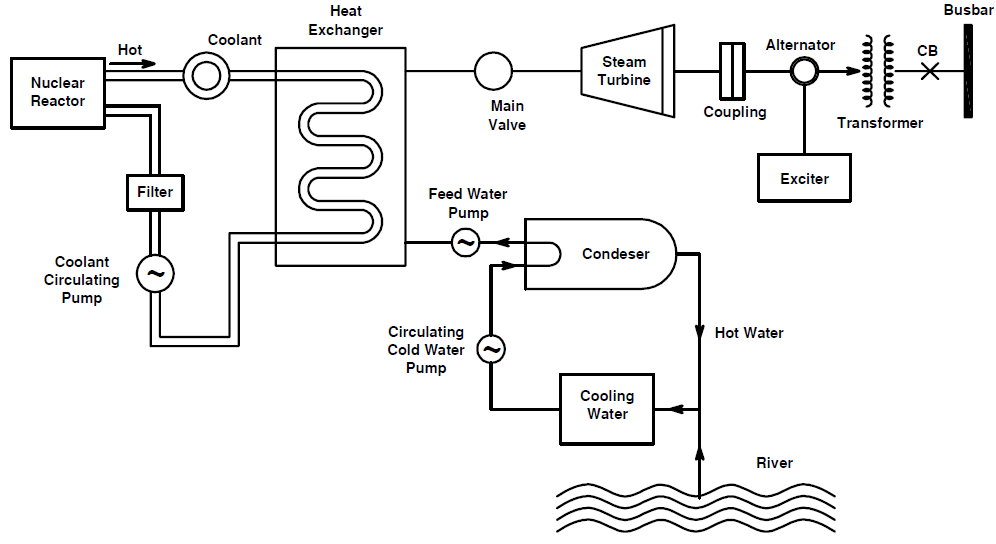 Busbar
Heat
Exchanger
Hot
Coolant
Alternator
CB
Nuclear
Reactor
Steam
Turbine
Main
Valve
Coupling
Transformer
Exciter
Filter
Feed Water
Pump
Condeser
Coolant
Circulating
Pump
Circulating
Cold Water
Pump
Hot Water
Cooling
Water
River